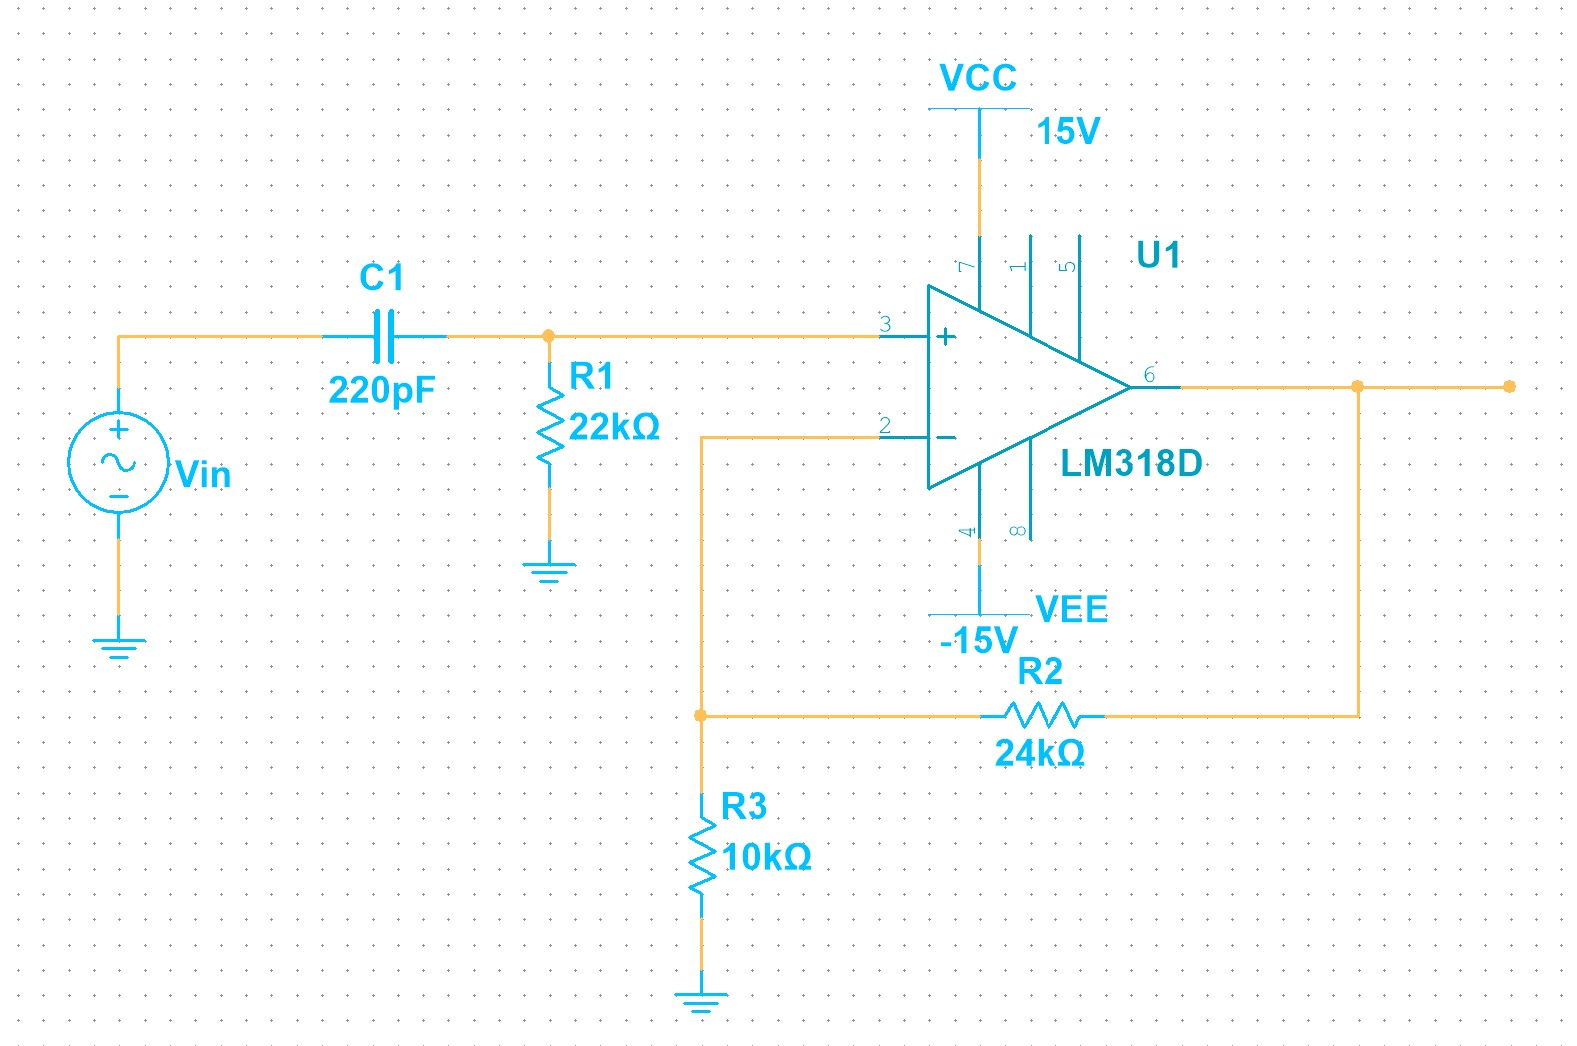 VCC
15V
7
1
5
U1
C1
220pF
3
+
6
R1
22kΩ
2
−
LM318D
+
Vin
−
4
8
VEE
-15V
R2
24kΩ
R3
10kΩ